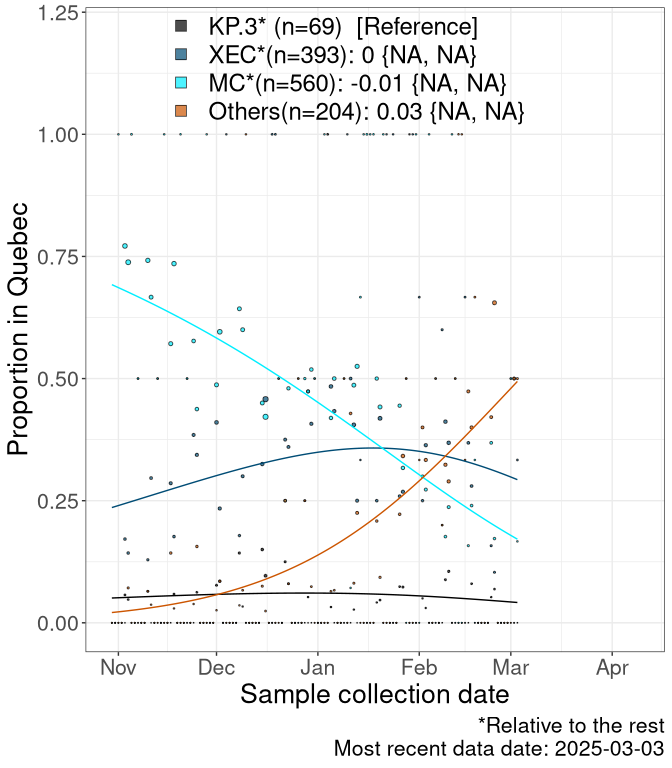 KP.3* (n=69)  [Reference]
XEC*(n=393): 0 {NA, NA}
MC*(n=560): -0.01 {NA, NA}
Others(n=204): 0.03 {NA, NA}
1.25
1.00
0.75
0.50
0.25
0.00
Proportion in Quebec
Nov Dec Jan Feb Mar Apr
Sample collection date
*Relative to the rest
Most recent data date: 2025-03-03